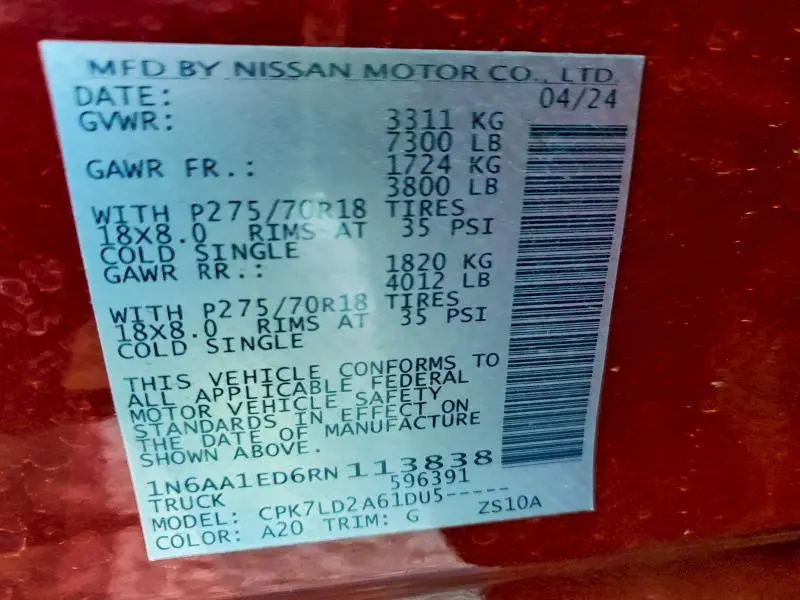 MFD BY NISSAN MOTOR CO., LTD.
DATE: 04/24
GVWR: 3311 KG
7300 LB
GAWR FR.: 1724 KG
3800 LB
WITH P275/70R18 TIRES
18X8.0 RIMS AT 35 PSI
COLD SINGLE
GAWR RR.: 1820 KG
4012 LB
WITH P275/70R18 TIRES
18X8.0 RIMS AT 35 PSI
COLD SINGLE
THIS VEHICLE CONFORMS TO
ALL APPLICABLE FEDERAL
MOTOR VEHICLE SAFETY
STANDARDS IN EFFECT ON
THE DATE OF MANUFACTURE
SHOWN ABOVE.
1N6AA1ED6RN 113838
TRUCK 596391
MODEL: CPK7LD2A61DU5-----
COLOR: A20 TRIM: G ZS10A